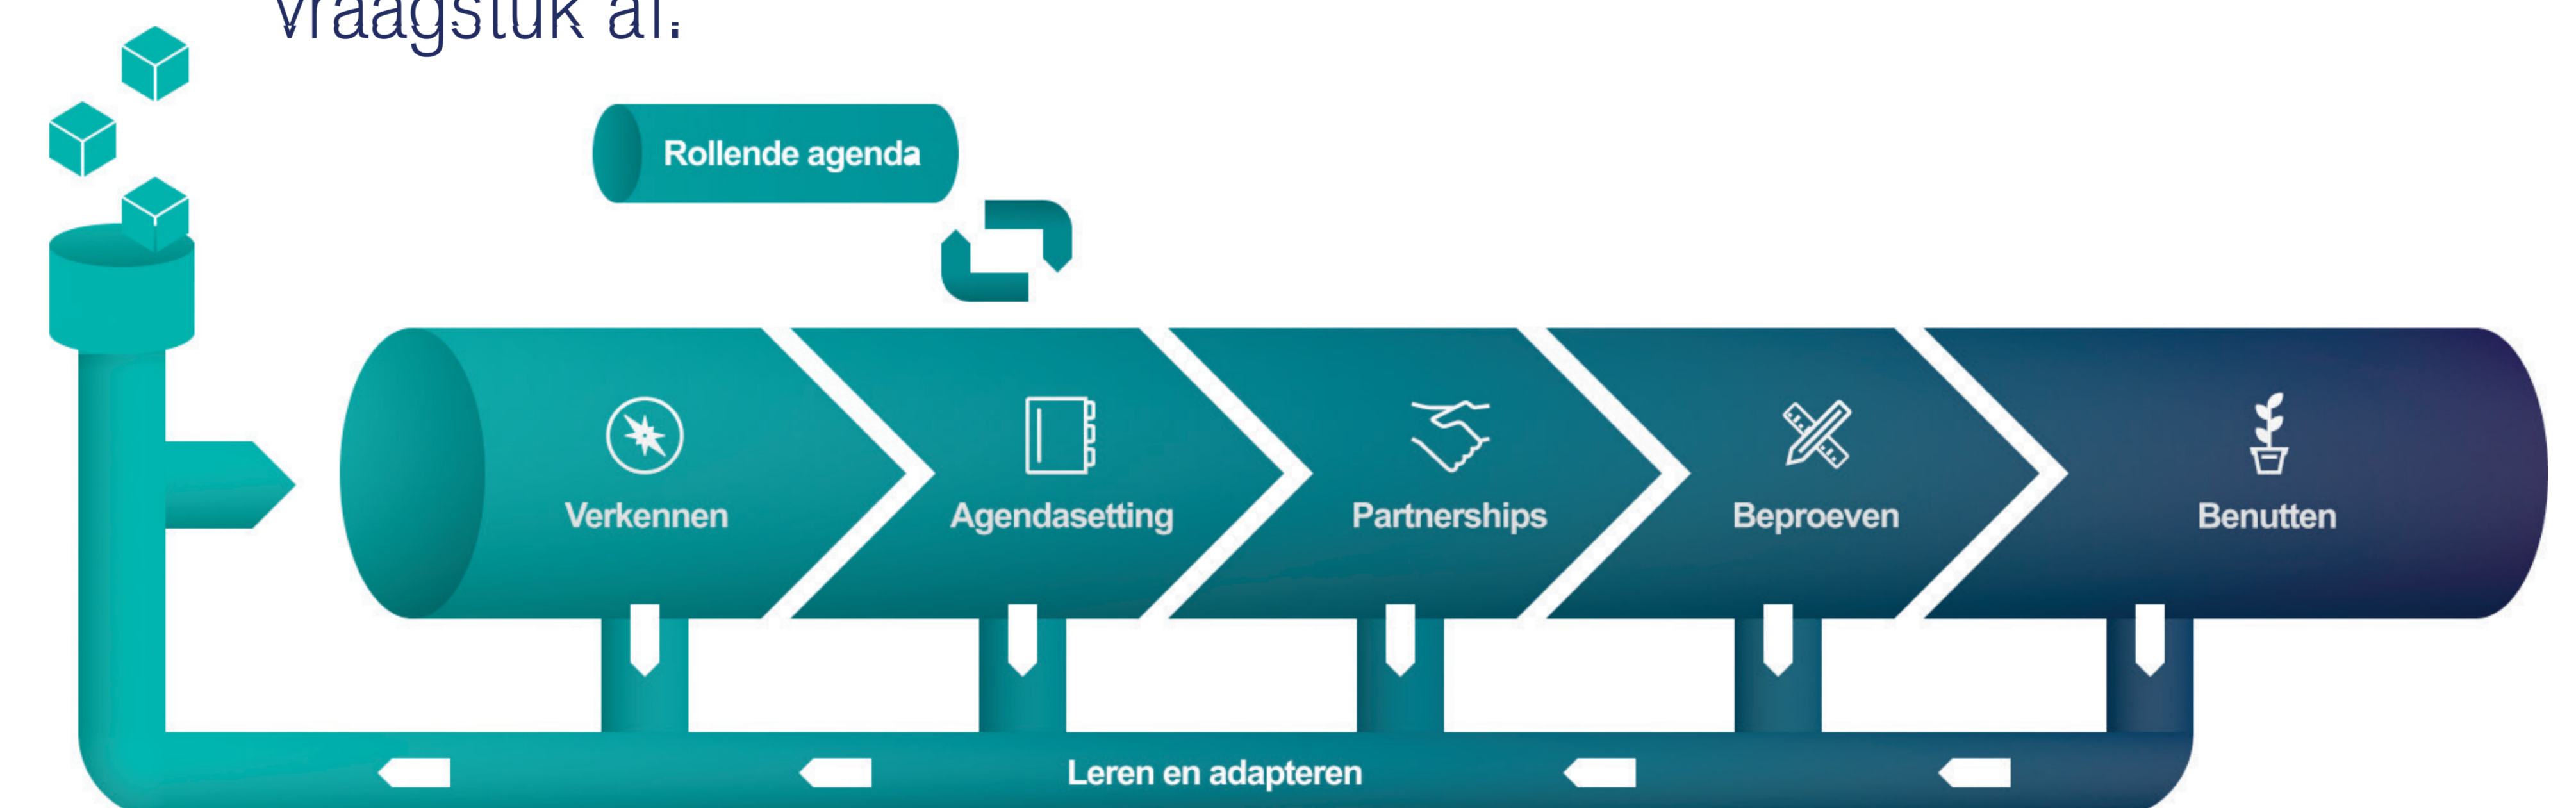 vraagstuk af.
Rollende agenda
Verkennen
Agendasetting
Partnerships
Beproeven
Benutten
Leren en adapteren